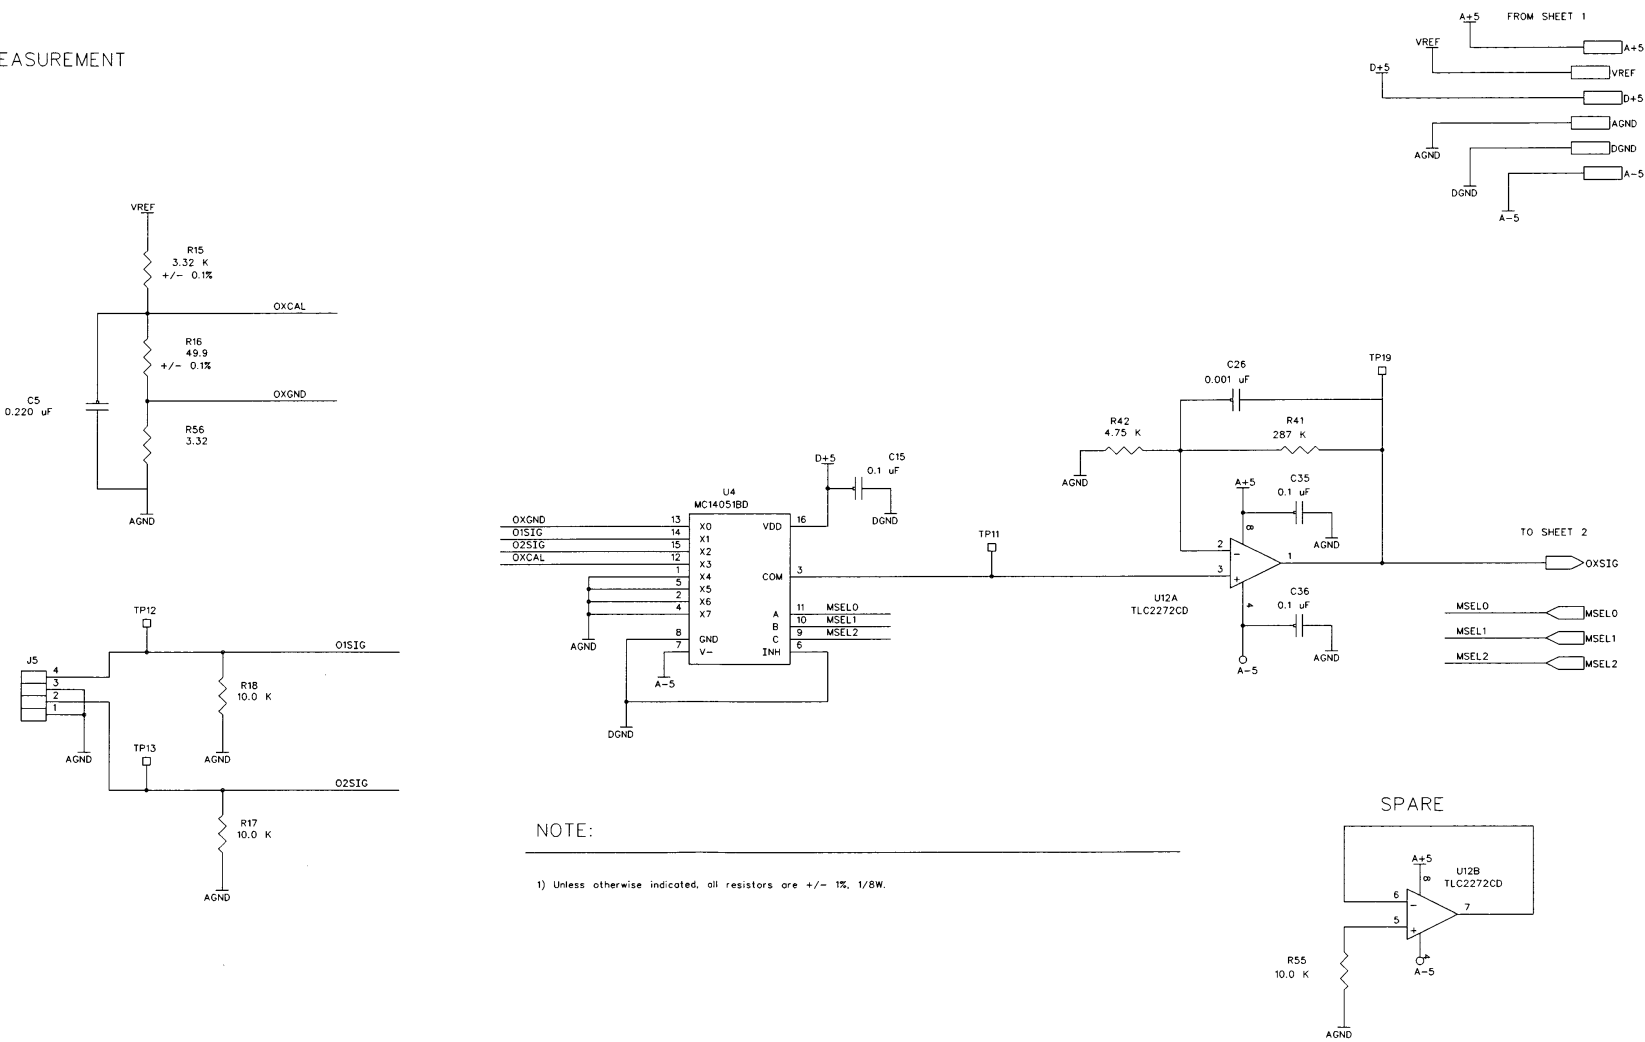 EASUREMENT
A+5 FROM SHEET 1
A+5
VREF
VREF
D+5
D+5
AGND
AGND
DGND
DGND
A-5
A-5
VREF
R15
3.32 K
+/- 0.1%
OXCAL
R16
49.9
+/- 0.1%
OXGND
C5
0.220 uF
R56
3.32
AGND
TP12
O1SIG
J5
4
3
2
1
R18
10.0 K
AGND
AGND
TP13
O2SIG
R17
10.0 K
AGND
D+5
C15
0.1 uF
DGND
U4
MC14051BD
OXGND 13 X0 VDD 16
O1SIG 14 X1
O2SIG 15 X2
OXCAL 12 X3
1 X4 COM 3
5 X5
2 X6
4 X7 A 11 MSEL0
B 10 MSEL1
8 GND C 9 MSEL2
7 V- INH 6
AGND
A-5
DGND
TP11
C26
0.001 uF
TP19
R42
4.75 K
R41
287 K
AGND
A+5
C35
0.1 uF
8
AGND
2 -
1
3 +
U12A
TLC2272CD
4
C36
0.1 uF
AGND
A-5
TO SHEET 2
OXSIG
MSEL0 MSEL0
MSEL1 MSEL1
MSEL2 MSEL2
NOTE:
1) Unless otherwise indicated, all resistors are +/- 1%, 1/8W.
SPARE
A+5
8
U12B
TLC2272CD
6 -
7
5 +
4
A-5
R55
10.0 K
AGND